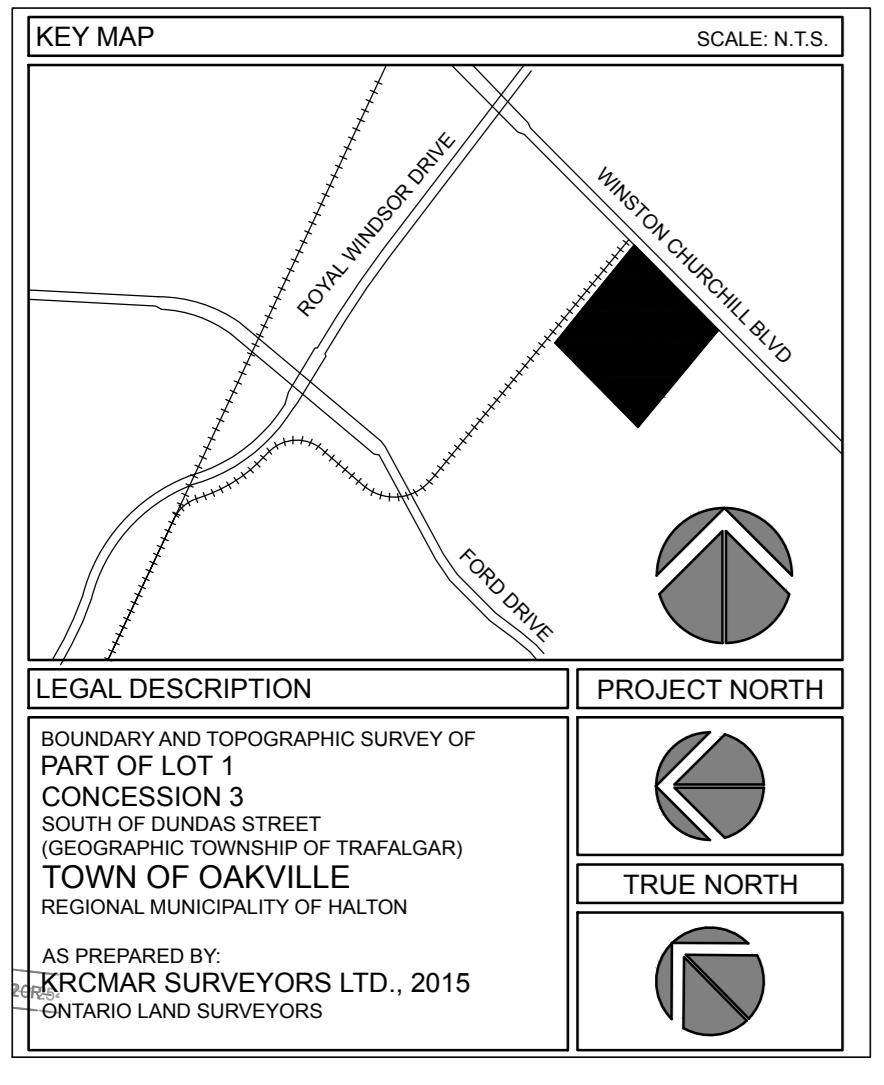 KEY MAP
SCALE: N.T.S.
ROYAL WINDSOR DRIVE
WINSTON CHURCHILL BLVD
FORD DRIVE
LEGAL DESCRIPTION
PROJECT NORTH
BOUNDARY AND TOPOGRAPHIC SURVEY OF
PART OF LOT 1
CONCESSION 3
SOUTH OF DUNDAS STREET
(GEOGRAPHIC TOWNSHIP OF TRAFALGAR)
TOWN OF OAKVILLE
REGIONAL MUNICIPALITY OF HALTON
TRUE NORTH
AS PREPARED BY:
KRCMAR SURVEYORS LTD., 2015
ONTARIO LAND SURVEYORS